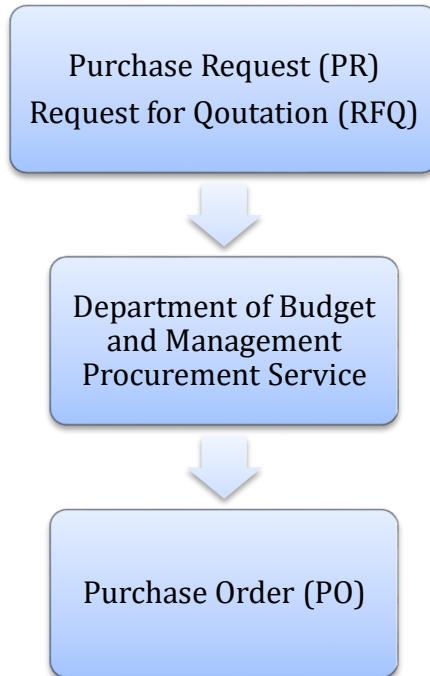 Purchase Request (PR)
Request for Qoutation (RFQ)
Department of Budget
and Management
Procurement Service
Purchase Order (PO)